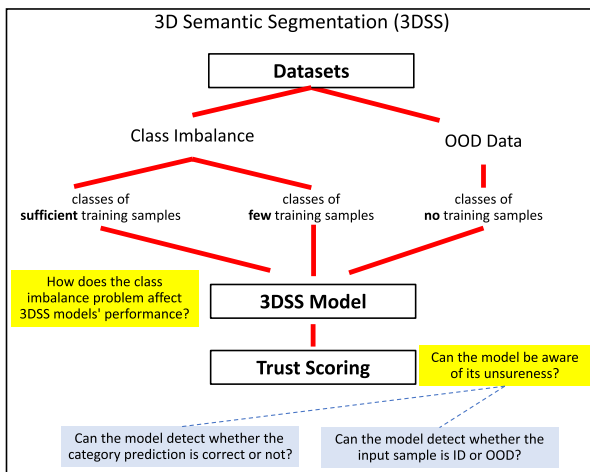 3D Semantic Segmentation (3DSS)
Datasets
Class Imbalance
OOD Data
classes of
sufficient training samples
classes of
few training samples
classes of
no training samples
How does the class
imbalance problem affect
3DSS models' performance?
3DSS Model
Trust Scoring
Can the model be aware
of its unsureness?
Can the model detect whether the
category prediction is correct or not?
Can the model detect whether the
input sample is ID or OOD?